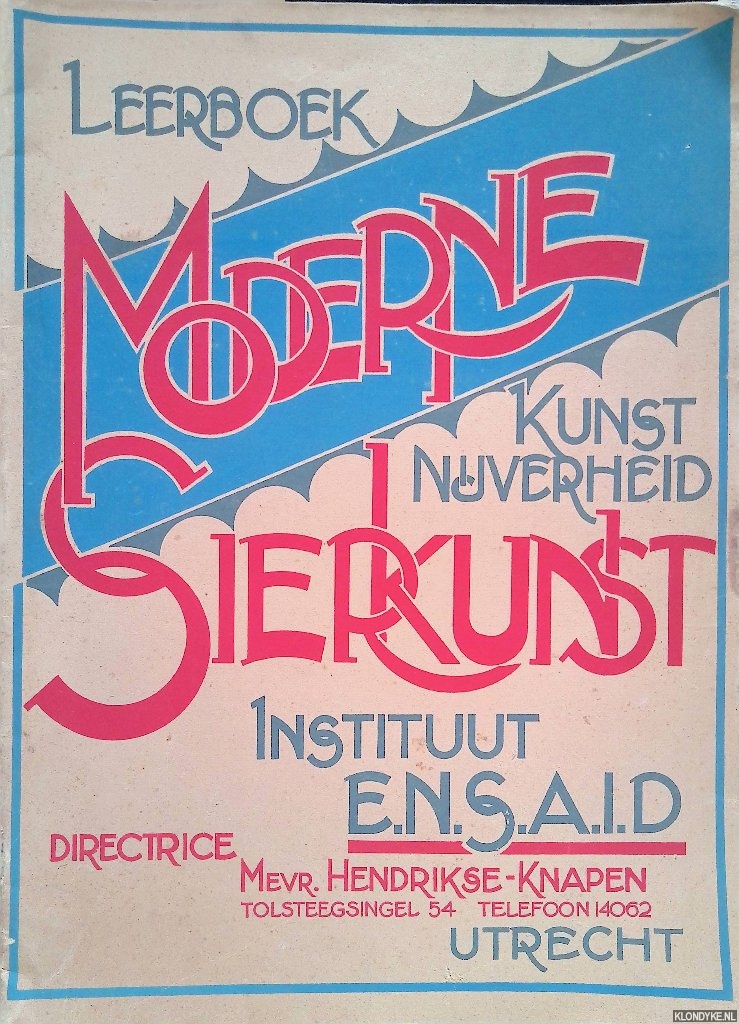 LEERBOEK
MODERNE
KUNST
NIJVERHEID
SIERKUNST
INSTITUUT
E.N.S.A.I.D
DIRECTRICE
MEVR. HENDRIKSE-KNAPEN
TOLSTEEGSINGEL 54 TELEFOON 14062
UTRECHT
KLONDYKE.NL